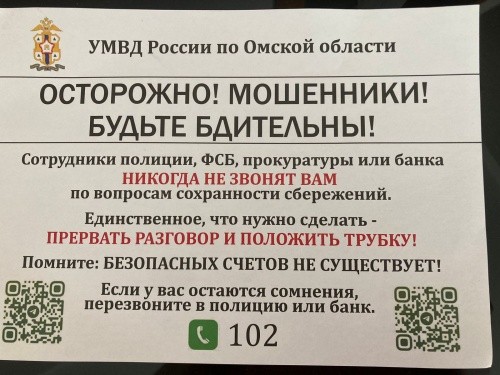 УМВД России по Омской области
ОСТОРОЖНО! МОШЕННИКИ!
БУДЬТЕ БДИТЕЛЬНЫ!
Сотрудники полиции, ФСБ, прокуратуры или банка
НИКОГДА НЕ ЗВОНЯТ ВАМ
по вопросам сохранности сбережений.
Единственное, что нужно сделать -
ПРЕРВАТЬ РАЗГОВОР И ПОЛОЖИТЬ ТРУБКУ!
Помните: БЕЗОПАСНЫХ СЧЕТОВ НЕ СУЩЕСТВУЕТ!
Если у вас остаются сомнения,
перезвоните в полицию или банк.
102